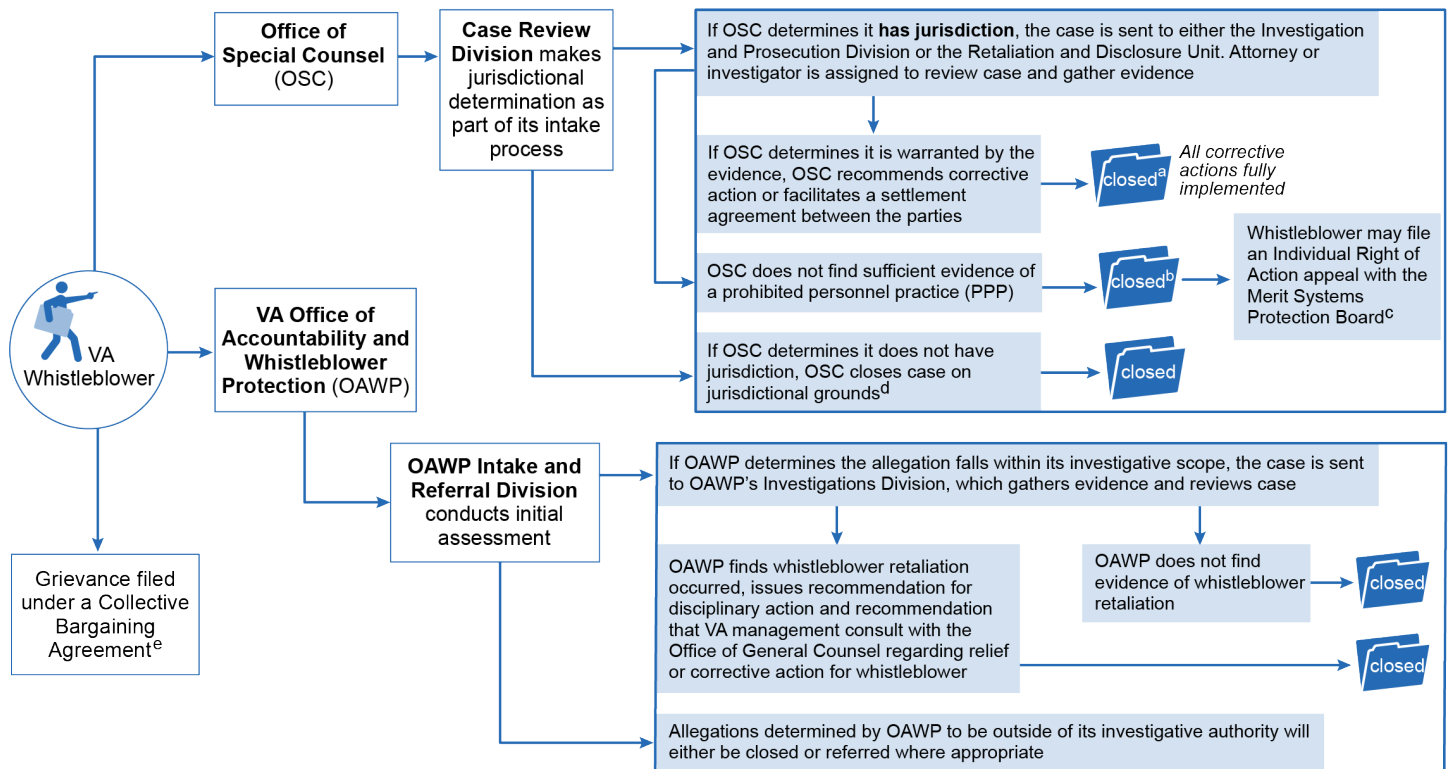 Office of
Special Counsel
(OSC)
Case Review
Division makes
jurisdictional
determination as
part of its intake
process
If OSC determines it has jurisdiction, the case is sent to either the Investigation
and Prosecution Division or the Retaliation and Disclosure Unit. Attorney or
investigator is assigned to review case and gather evidence
If OSC determines it is warranted by the
evidence, OSC recommends corrective
action or facilitates a settlement
agreement between the parties
closedᵃ
All corrective
actions fully
implemented
OSC does not find sufficient evidence of
a prohibited personnel practice (PPP)
closedᵇ
Whistleblower may file
an Individual Right of
Action appeal with the
Merit Systems
Protection Boardᶜ
If OSC determines it does not have
jurisdiction, OSC closes case on
jurisdictional groundsᵈ
closed
VA
Whistleblower
VA Office of
Accountability and
Whistleblower
Protection (OAWP)
OAWP Intake and
Referral Division
conducts initial
assessment
If OAWP determines the allegation falls within its investigative scope, the case is sent
to OAWP’s Investigations Division, which gathers evidence and reviews case
OAWP finds whistleblower retaliation
occurred, issues recommendation for
disciplinary action and recommendation
that VA management consult with the
Office of General Counsel regarding relief
or corrective action for whistleblower
closed
OAWP does not find
evidence of whistleblower
retaliation
closed
Allegations determined by OAWP to be outside of its investigative authority will
either be closed or referred where appropriate
Grievance filed
under a Collective
Bargaining
Agreementᵉ